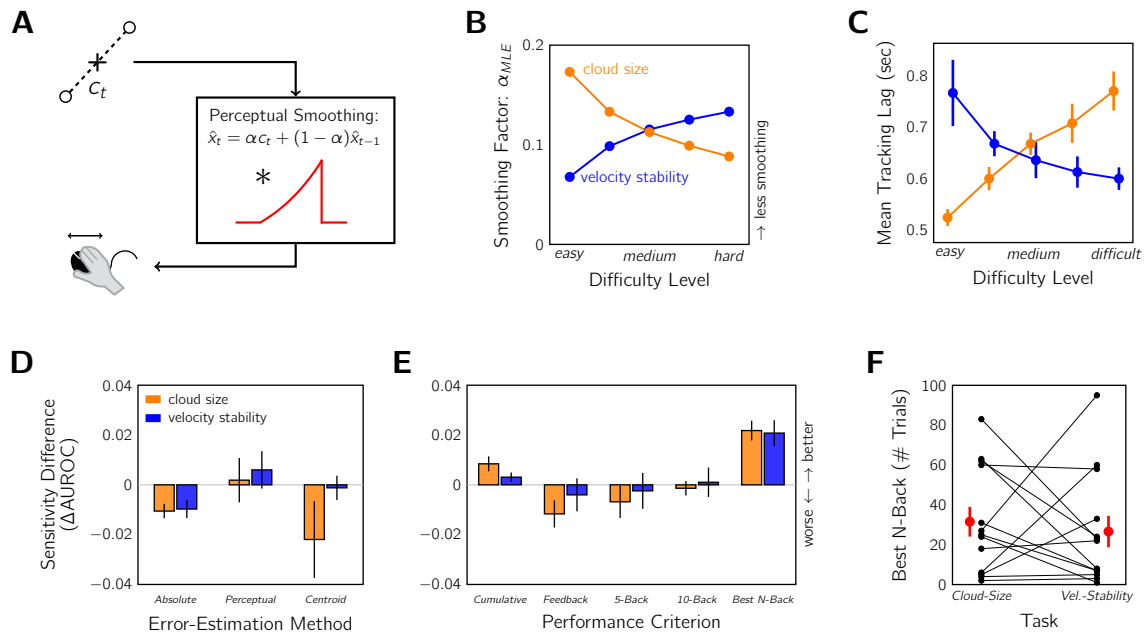 A
c_t
Perceptual Smoothing:
x̂_t = αc_t + (1 − α)x̂_{t−1}
*
B
Smoothing Factor: α_MLE
0.2
0.1
0
cloud size
velocity stability
→ less smoothing
easy medium hard
Difficulty Level
C
Mean Tracking Lag (sec)
0.8
0.7
0.6
0.5
easy medium difficult
Difficulty Level
D
Sensitivity Difference
(ΔAUROC)
0.04
0.02
0
−0.02
−0.04
cloud size
velocity stability
Absolute Perceptual Centroid
Error-Estimation Method
E
0.04
0.02
0
−0.02
−0.04
worse ← → better
Cumulative Feedback 5-Back 10-Back Best N-Back
Performance Criterion
F
Best N-Back (# Trials)
100
80
60
40
20
0
Cloud-Size Vel.-Stability
Task